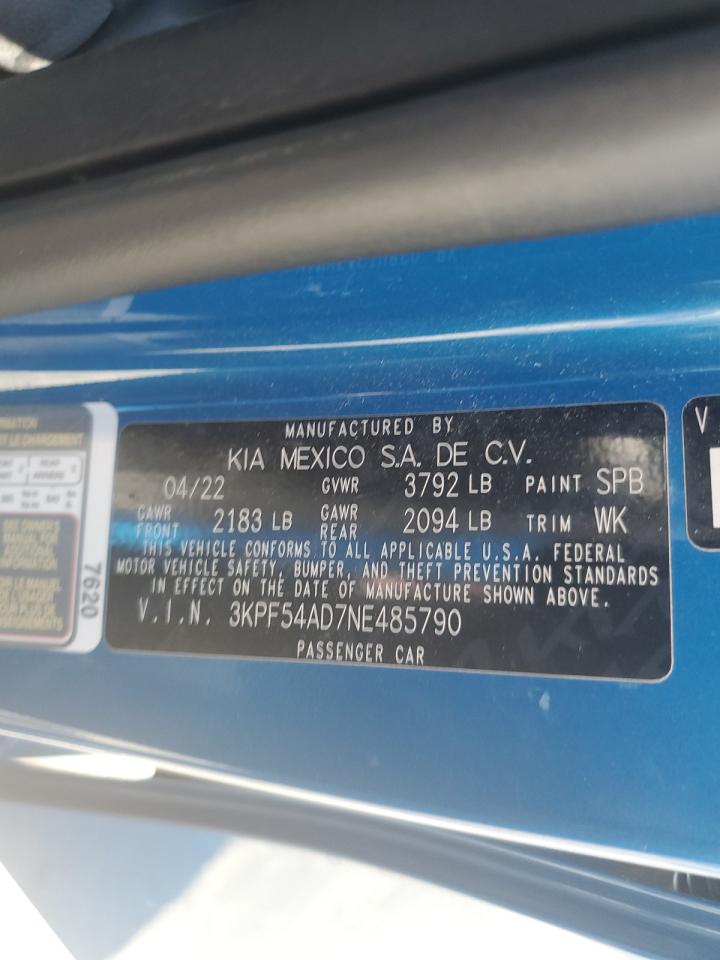 MANUFACTURED BY
KIA MEXICO S.A. DE C.V.
04/22 GVWR 3792 LB PAINT SPB
GAWR FRONT 2183 LB GAWR REAR 2094 LB TRIM WK
THIS VEHICLE CONFORMS TO ALL APPLICABLE U.S.A. FEDERAL
MOTOR VEHICLE SAFETY, BUMPER, AND THEFT PREVENTION STANDARDS
IN EFFECT ON THE DATE OF MANUFACTURE SHOWN ABOVE.
V.I.N. 3KPF54AD7NE485790
PASSENGER CAR
7620
V